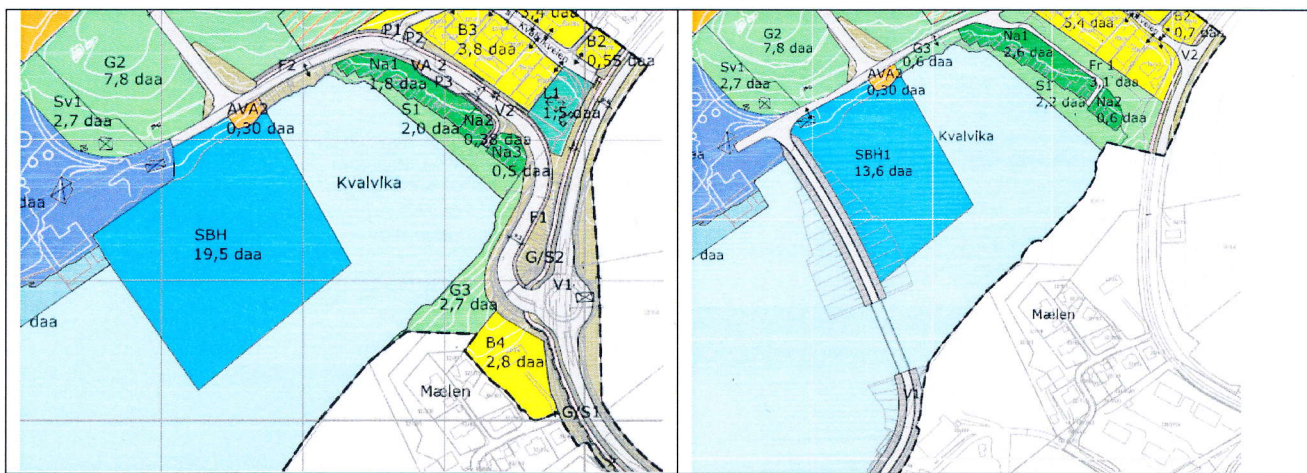 5,4 daa
P1
P2
B3
3,8 daa
B2
0,55 daa
G2
7,8 daa
F2
Na1
1,8 daa
VA 2
P3
V2
L1
1,5 daa
Sv1
2,7 daa
AVA2
0,30 daa
S1
2,0 daa
Na2
0,38 daa
Na3
0,5 daa
Kvalvika
daa
SBH
19,5 daa
F1
G/S2
V1
G3
2,7 daa
daa
B4
2,8 daa
Mælen
G/S1
G2
7,8 daa
5,4 daa
B2
0,7 daa
V2
Na1
2,6 daa
G3
0,6 daa
Fr 1
3,1 daa
Sv1
2,7 daa
AVA2
0,30 daa
S1
2,2 daa
Na2
0,6 daa
Kvalvika
SBH1
13,6 daa
daa
Mælen
V1